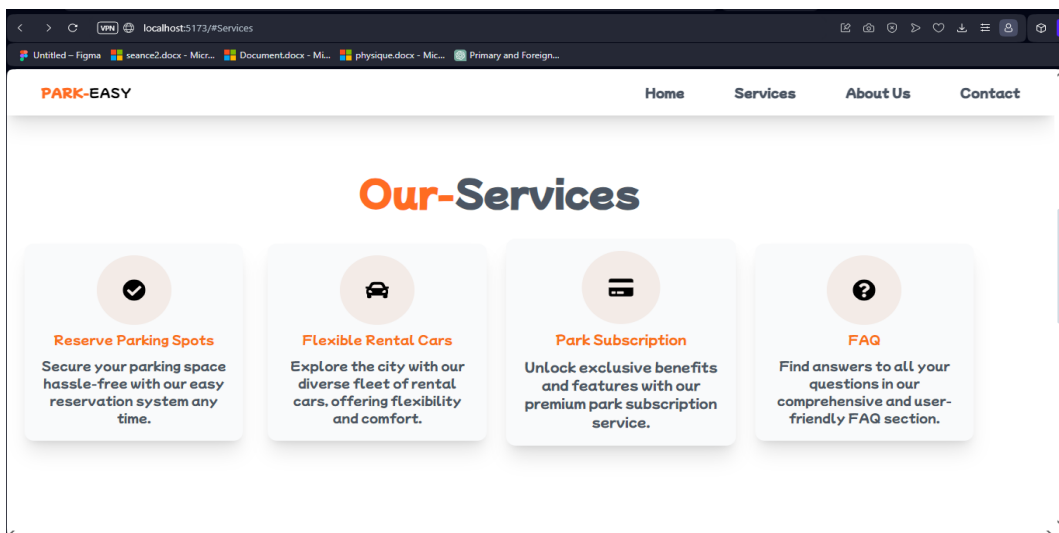 VPN localhost:5173/#Services
Untitled – Figma seance2.docx - Micr... Document.docx - Mi... physique.docx - Mic... Primary and Foreign...
PARK-EASY Home Services About Us Contact
Our-Services
Reserve Parking Spots
Secure your parking space
hassle-free with our easy
reservation system any
time.
Flexible Rental Cars
Explore the city with our
diverse fleet of rental
cars, offering flexibility
and comfort.
Park Subscription
Unlock exclusive benefits
and features with our
premium park subscription
service.
FAQ
Find answers to all your
questions in our
comprehensive and user-
friendly FAQ section.